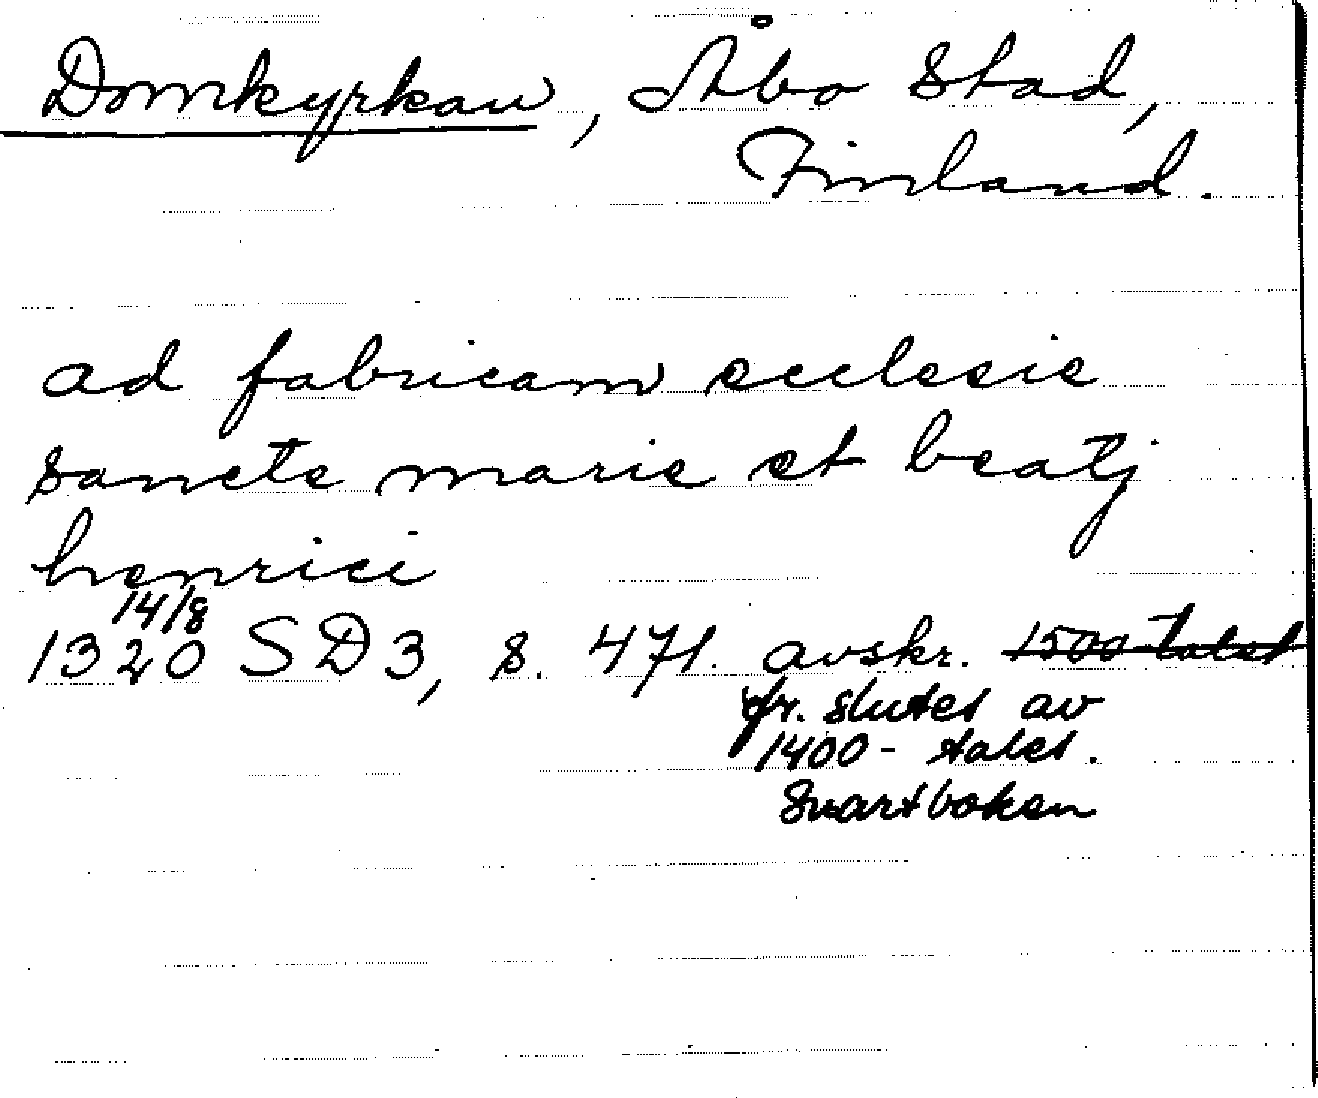 Domkyrkan, Åbo Stad,
Finland.
ad fabricam ecclesie
sancte marie et beatj
henrici
14/8
1320 SD3, s. 471. avskr. 1500-talet
fr. slutet av
1400-talet.
Svartboken